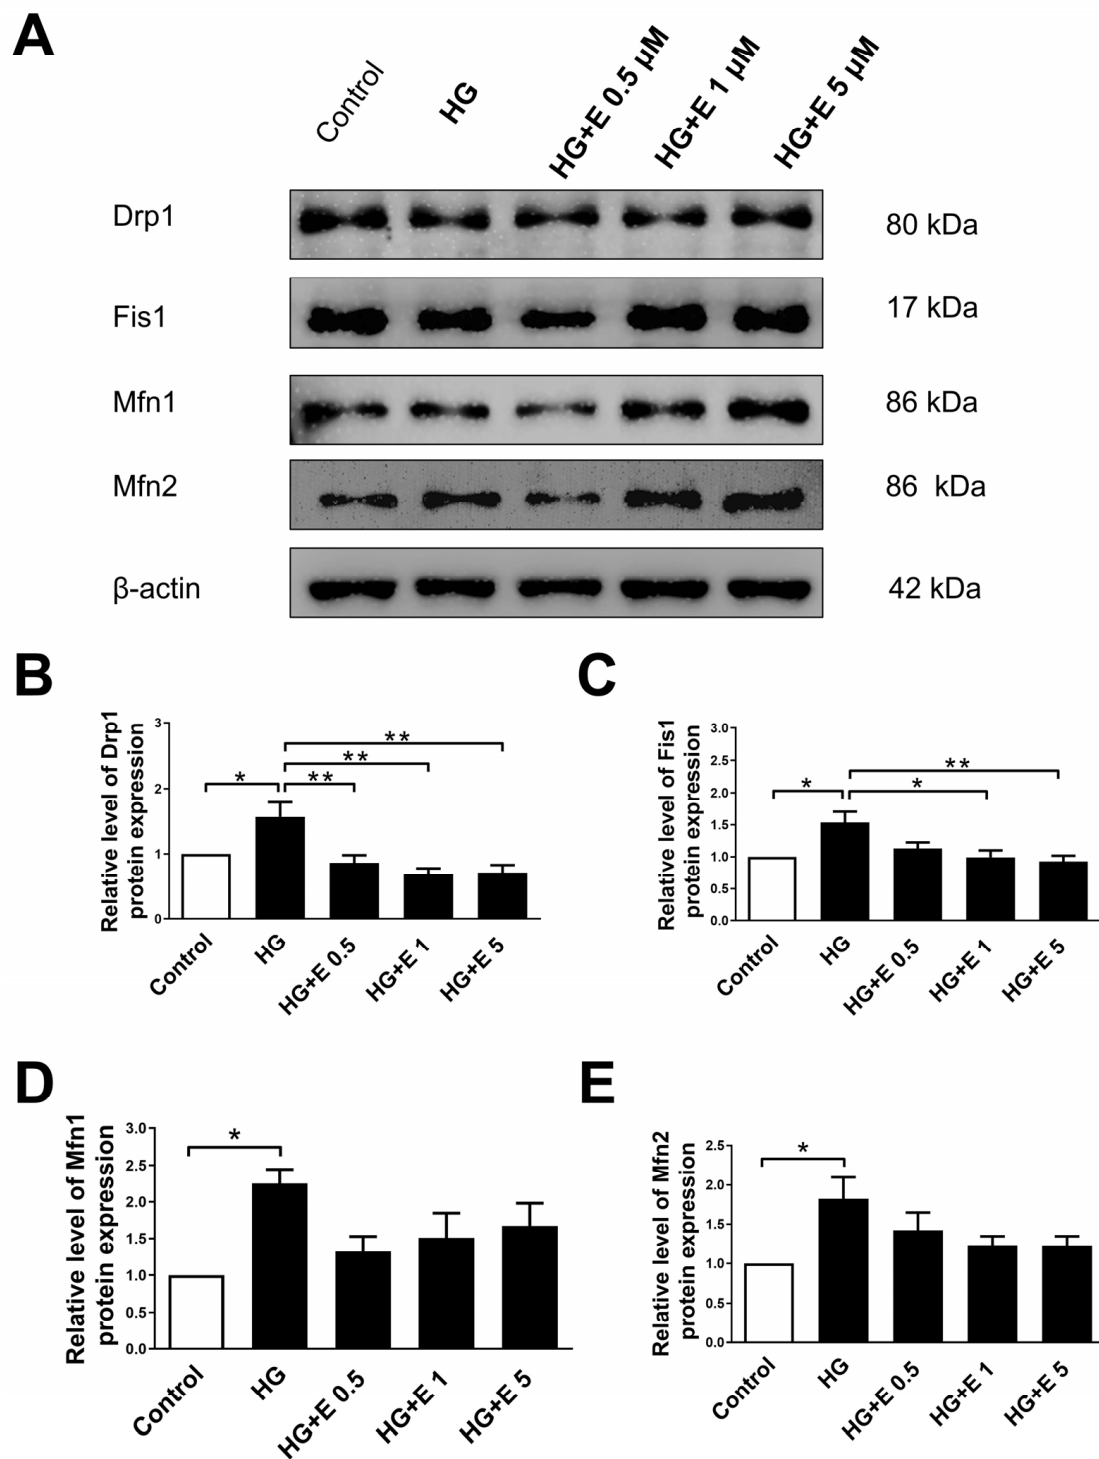 A
Control
HG
HG+E 0.5 µM
HG+E 1 µM
HG+E 5 µM
Drp1
80 kDa
Fis1
17 kDa
Mfn1
86 kDa
Mfn2
86 kDa
β-actin
42 kDa
B
Relative level of Drp1
protein expression
3
2
1
0
*
**
**
**
Control
HG
HG+E 0.5
HG+E 1
HG+E 5
C
Relative level of Fis1
protein expression
3.0
2.5
2.0
1.5
1.0
0.5
0.0
*
*
**
Control
HG
HG+E 0.5
HG+E 1
HG+E 5
D
Relative level of Mfn1
protein expression
3.0
2.5
2.0
1.5
1.0
0.5
0.0
*
Control
HG
HG+E 0.5
HG+E 1
HG+E 5
E
Relative level of Mfn2
protein expression
2.5
2.0
1.5
1.0
0.5
0.0
*
Control
HG
HG+E 0.5
HG+E 1
HG+E 5